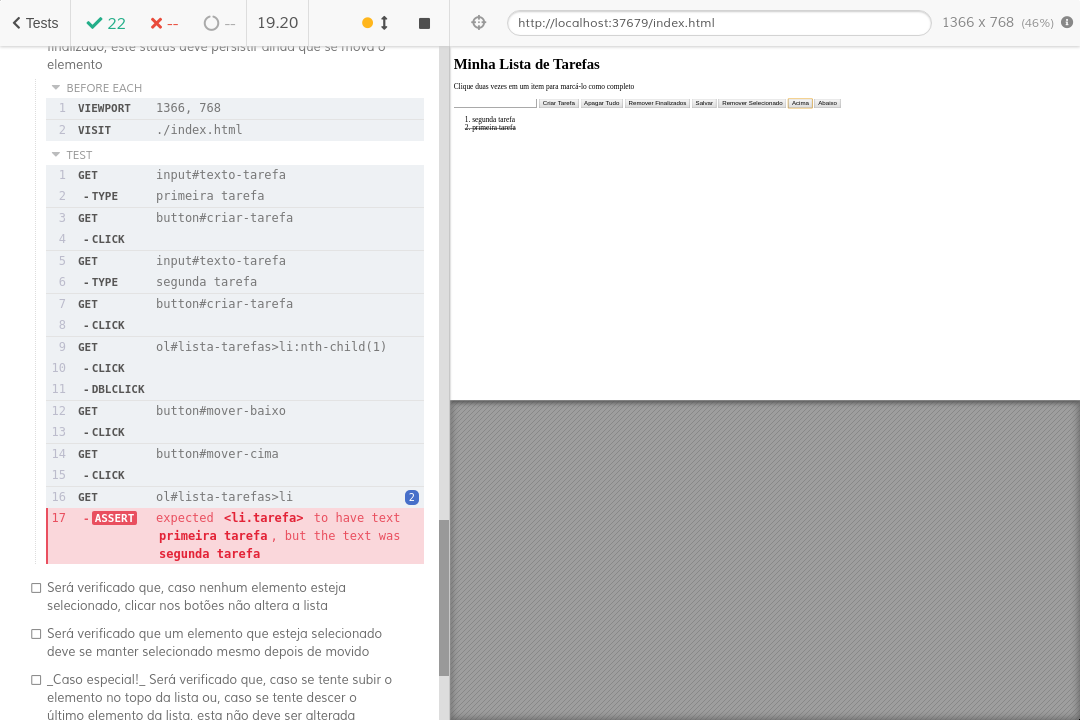 Tests
22
--
--
19.20
http://localhost:37679/index.html
1366 x 768 (46%)
finalizado, este status deve persistir ainda que se mova o
elemento
BEFORE EACH
1 VIEWPORT 1366, 768
2 VISIT ./index.html
TEST
1 GET input#texto-tarefa
2 -TYPE primeira tarefa
3 GET button#criar-tarefa
4 -CLICK
5 GET input#texto-tarefa
6 -TYPE segunda tarefa
7 GET button#criar-tarefa
8 -CLICK
9 GET ol#lista-tarefas>li:nth-child(1)
10 -CLICK
11 -DBLCLICK
12 GET button#mover-baixo
13 -CLICK
14 GET button#mover-cima
15 -CLICK
16 GET ol#lista-tarefas>li 2
17 -ASSERT expected <li.tarefa> to have text
primeira tarefa, but the text was
segunda tarefa
Será verificado que, caso nenhum elemento esteja
selecionado, clicar nos botões não altera a lista
Será verificado que um elemento que esteja selecionado
deve se manter selecionado mesmo depois de movido
_Caso especial!_ Será verificado que, caso se tente subir o
elemento no topo da lista ou, caso se tente descer o
último elemento da lista, esta não deve ser alterada
Minha Lista de Tarefas
Clique duas vezes em um item para marcá-lo como completo
Criar Tarefa Apagar Tudo Remover Finalizados Salvar Remover Selecionado Acima Abaixo
1. segunda tarefa
2. primeira tarefa